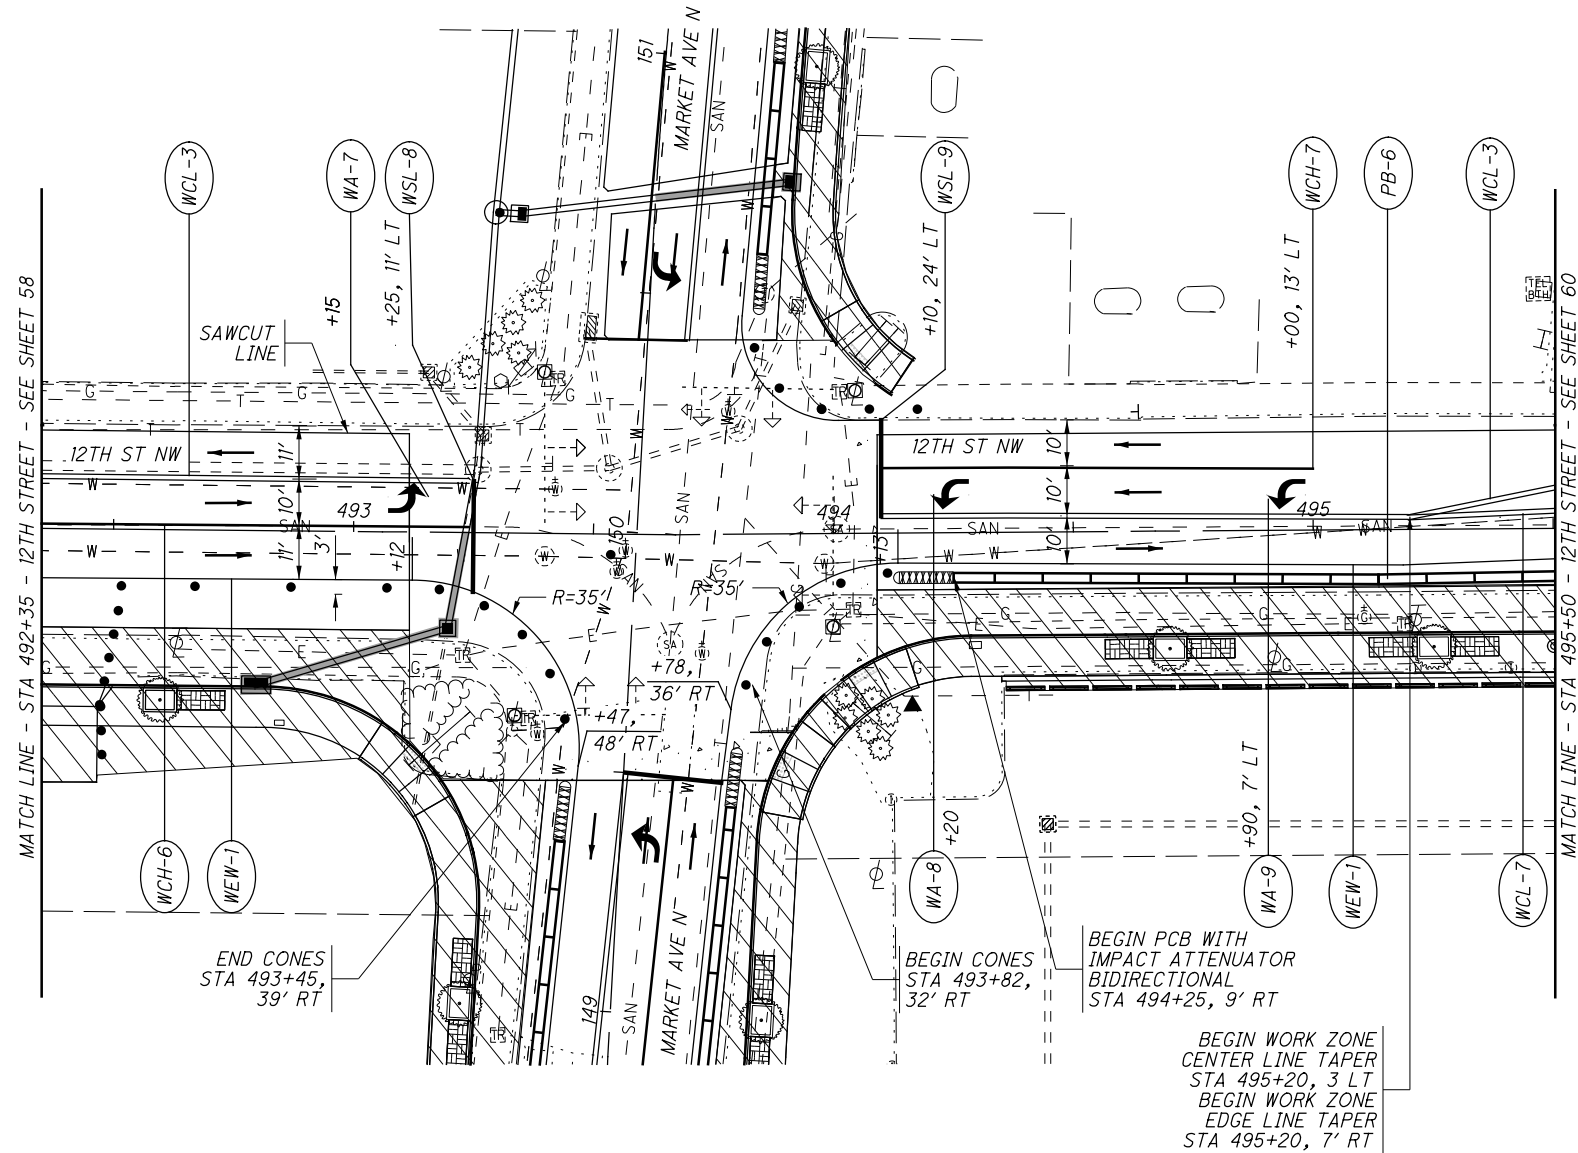 MATCH LINE - STA 492+35 - 12TH STREET - SEE SHEET 58
WCL-3
WA-7
WSL-8
+15
+25, 11' LT
SAWCUT
LINE
151
MARKET AVE N
SAN
WSL-9
+10, 24' LT
WCH-7
+00, 13' LT
PB-6
WCL-3
MATCH LINE - STA 495+50 - 12TH STREET - SEE SHEET 60
12TH ST NW
11'
10'
11'
3'
493
SAN
+12
12TH ST NW
10'
10'
10'
494
495
SAN
SAN
+13
150
SAN
SAN
R=35'
R=35'
+78,
36' RT
+47,
48' RT
WCH-6
WEW-1
END CONES
STA 493+45,
39' RT
149
SAN
MARKET AVE N
BEGIN CONES
STA 493+82,
32' RT
WA-8
+20
BEGIN PCB WITH
IMPACT ATTENUATOR
BIDIRECTIONAL
STA 494+25, 9' RT
+90, 7' LT
WA-9
WEW-1
WCL-7
BEGIN WORK ZONE
CENTER LINE TAPER
STA 495+20, 3 LT
BEGIN WORK ZONE
EDGE LINE TAPER
STA 495+20, 7' RT